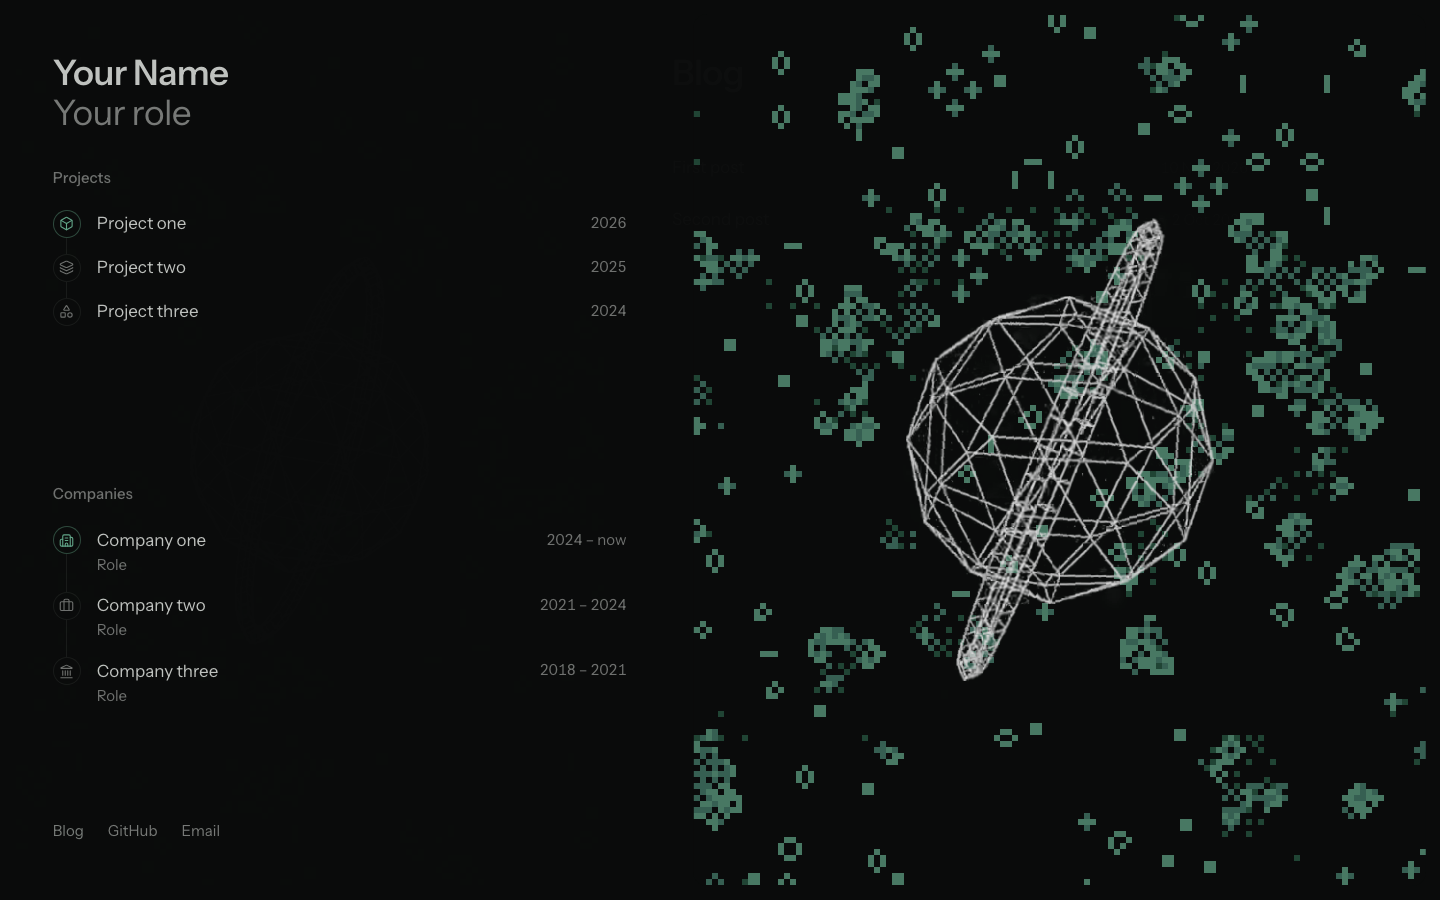 Your Name
Your role
Projects
Project one 2026
Project two 2025
Project three 2024
Companies
Company one 2024 – now
Role
Company two 2021 – 2024
Role
Company three 2018 – 2021
Role
Blog GitHub Email
Blog